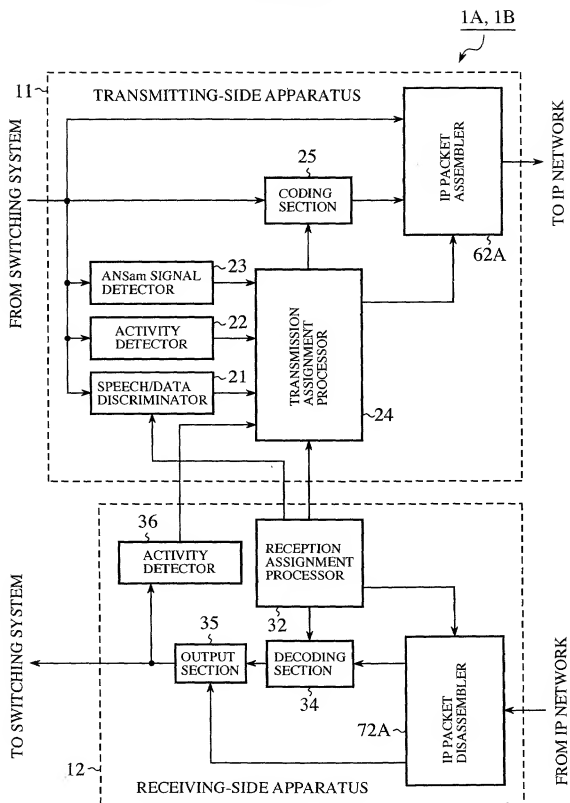 1A, 1B
11
TRANSMITTING-SIDE APPARATUS
FROM SWITCHING SYSTEM
25
CODING
SECTION
IP PACKET
ASSEMBLER
62A
TO IP NETWORK
23
ANSam SIGNAL
DETECTOR
22
ACTIVITY
DETECTOR
21
SPEECH/DATA
DISCRIMINATOR
TRANSMISSION
ASSIGNMENT
PROCESSOR
24
36
ACTIVITY
DETECTOR
RECEPTION
ASSIGNMENT
PROCESSOR
32
TO SWITCHING SYSTEM
35
OUTPUT
SECTION
DECODING
SECTION
34
72A
IP PACKET
DISASSEMBLER
FROM IP NETWORK
12
RECEIVING-SIDE APPARATUS